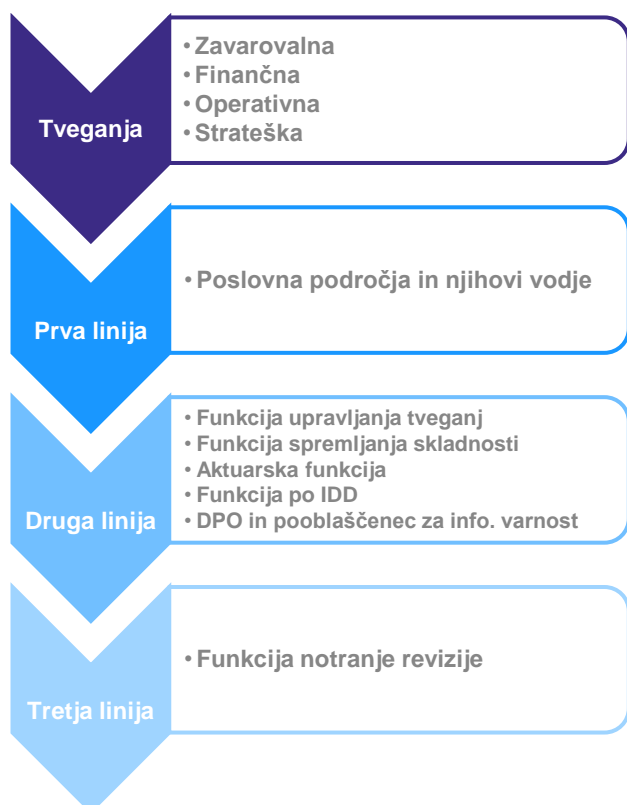 Tveganja
• Zavarovalna
• Finančna
• Operativna
• Strateška
Prva linija
• Poslovna področja in njihovi vodje
Druga linija
• Funkcija upravljanja tveganj
• Funkcija spremljanja skladnosti
• Aktuarska funkcija
• Funkcija po IDD
• DPO in pooblaščenec za info. varnost
Tretja linija
• Funkcija notranje revizije